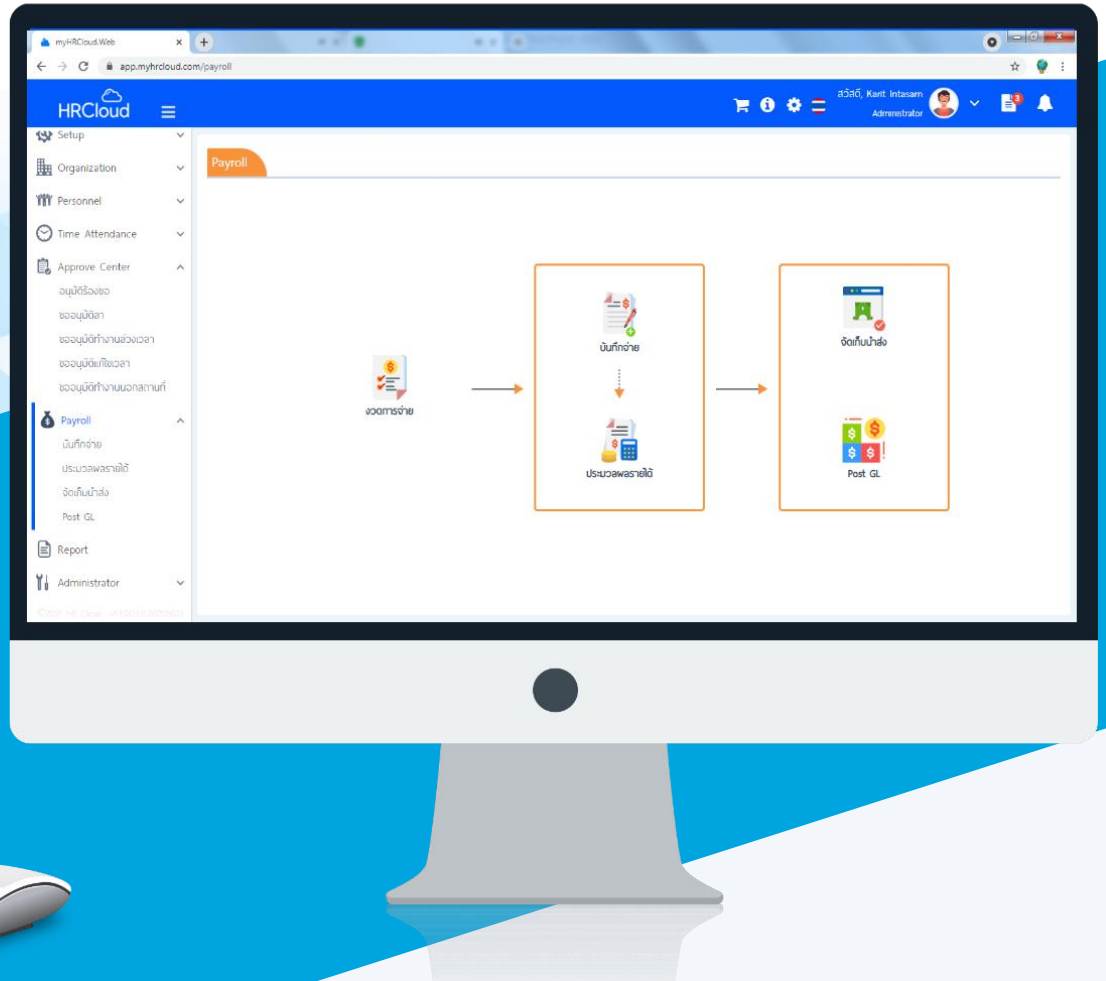 myHRCloud.Web
app.myhrcloud.com/payroll
HRCloud
สวัสดี, Karit Intasarn
Administrator
3
Setup
Organization
Personnel
Time Attendance
Approve Center
อนุมัติร้องขอ
ขออนุมัติลา
ขออนุมัติทำงานล่วงเวลา
ขออนุมัติแก้ไขเวลา
ขออนุมัติทำงานนอกสถานที่
Payroll
บันทึกจ่าย
ประมวลผลรายได้
จัดเก็บนำส่ง
Post GL
Report
Administrator
Payroll
งวดการจ่าย
บันทึกจ่าย
ประมวลผลรายได้
จัดเก็บนำส่ง
Post GL